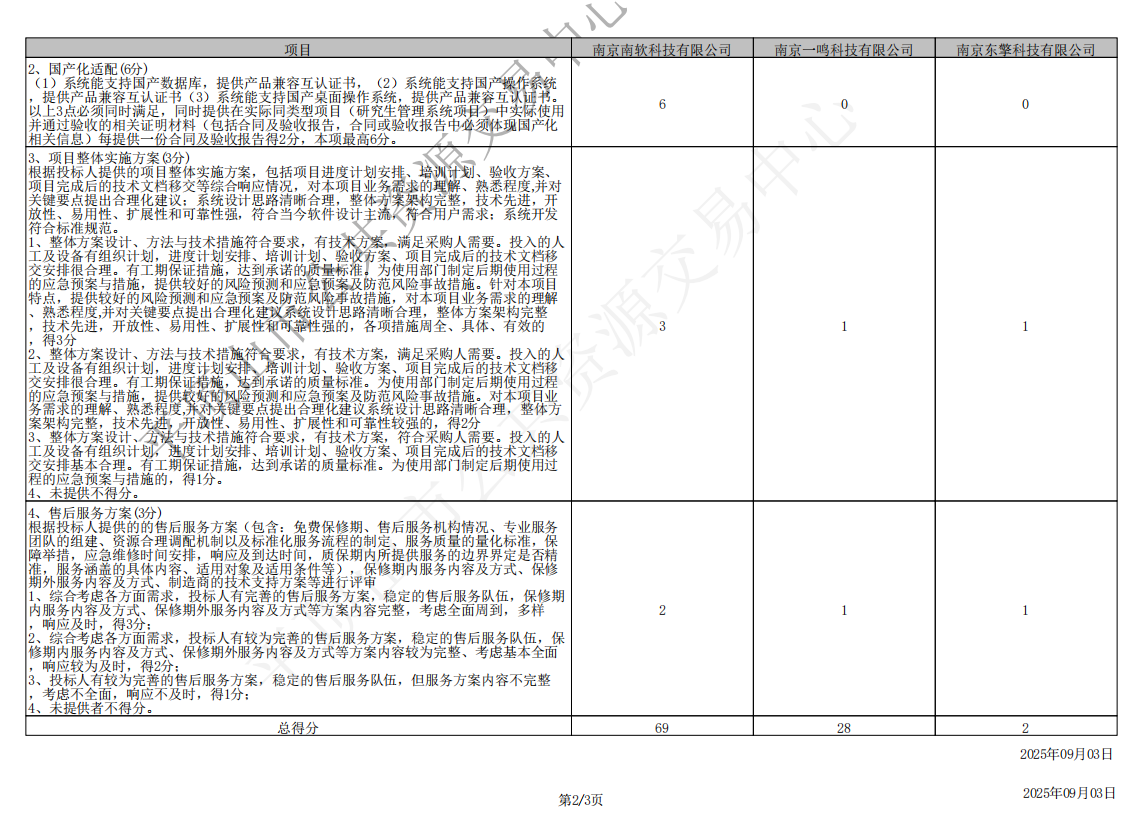 项目 南京南软科技有限公司 南京一鸣科技有限公司 南京东擎科技有限公司
2、国产化适配(6分)
（1）系统能支持国产数据库，提供产品兼容互认证书，（2）系统能支持国产操作系统
，提供产品兼容互认证书（3）系统能支持国产桌面操作系统，提供产品兼容互认证书。
以上3点必须同时满足，同时提供在实际同类型项目（研究生管理系统项目）中实际使用
并通过验收的相关证明材料（包括合同及验收报告，合同或验收报告中必须体现国产化
相关信息）每提供一份合同及验收报告得2分，本项最高6分。
6 0 0
3、项目整体实施方案(3分)
根据投标人提供的项目整体实施方案，包括项目进度计划安排、培训计划、验收方案、
项目完成后的技术文档移交等综合响应情况，对本项目业务需求的理解、熟悉程度,并对
关键要点提出合理化建议；系统设计思路清晰合理，整体方案架构完整，技术先进，开
放性、易用性、扩展性和可靠性强，符合当今软件设计主流，符合用户需求；系统开发
符合标准规范。
1、整体方案设计、方法与技术措施符合要求，有技术方案，满足采购人需要。投入的人
工及设备有组织计划，进度计划安排、培训计划、验收方案、项目完成后的技术文档移
交安排很合理。有工期保证措施，达到承诺的质量标准。为使用部门制定后期使用过程
的应急预案与措施，提供较好的风险预测和应急预案及防范风险事故措施。针对本项目
特点，提供较好的风险预测和应急预案及防范风险事故措施，对本项目业务需求的理解
、熟悉程度,并对关键要点提出合理化建议系统设计思路清晰合理，整体方案架构完整
，技术先进，开放性、易用性、扩展性和可靠性强的，各项措施周全、具体、有效的
，得3分
2、整体方案设计、方法与技术措施符合要求，有技术方案，满足采购人需要。投入的人
工及设备有组织计划，进度计划安排、培训计划、验收方案、项目完成后的技术文档移
交安排很合理。有工期保证措施，达到承诺的质量标准。为使用部门制定后期使用过程
的应急预案与措施，提供较好的风险预测和应急预案及防范风险事故措施。对本项目业
务需求的理解、熟悉程度,并对关键要点提出合理化建议系统设计思路清晰合理，整体方
案架构完整，技术先进，开放性、易用性、扩展性和可靠性较强的，得2分
3、整体方案设计、方法与技术措施符合要求，有技术方案，符合采购人需要。投入的人
工及设备有组织计划，进度计划安排、培训计划、验收方案、项目完成后的技术文档移
交安排基本合理。有工期保证措施，达到承诺的质量标准。为使用部门制定后期使用过
程的应急预案与措施的，得1分。
4、未提供不得分。
3 1 1
4、售后服务方案(3分)
根据投标人提供的的售后服务方案（包含：免费保修期、售后服务机构情况、专业服务
团队的组建、资源合理调配机制以及标准化服务流程的制定、服务质量的量化标准，保
障举措，应急维修时间安排，响应及到达时间，质保期内所提供服务的边界界定是否精
准，服务涵盖的具体内容、适用对象及适用条件等），保修期内服务内容及方式、保修
期外服务内容及方式、制造商的技术支持方案等进行评审
1、综合考虑各方面需求，投标人有完善的售后服务方案，稳定的售后服务队伍，保修期
内服务内容及方式、保修期外服务内容及方式等方案内容完整，考虑全面周到，多样
，响应及时，得3分；
2、综合考虑各方面需求，投标人有较为完善的售后服务方案，稳定的售后服务队伍，保
修期内服务内容及方式、保修期外服务内容及方式等方案内容较为完整、考虑基本全面
，响应较为及时，得2分；
3、投标人有较为完善的售后服务方案，稳定的售后服务队伍，但服务方案内容不完整
，考虑不全面，响应不及时，得1分；
4、未提供者不得分。
2 1 1
总得分 69 28 2
2025年09月03日
第2/3页
2025年09月03日
平顶山市公共资源交易中心
平顶山市公共资源交易中心